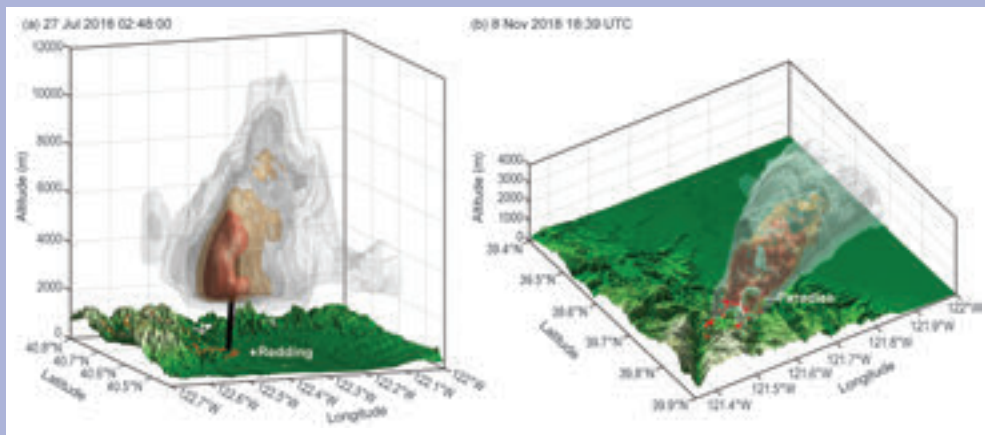 (a) 27 Jul 2018 02:48:00
12000
10000
8000
6000
4000
2000
0
Altitude (m)
40.8°N
40.7°N
40.6°N
40.5°N
Latitude
122.7°W
122.6°W
122.5°W
122.4°W
122.3°W
122.2°W
122.1°W
122°W
Longitude
+Redding
(b) 8 Nov 2018 18:39 UTC
4000
3000
2000
1000
0
Altitude (m)
39.4°N
39.5°N
39.6°N
39.7°N
39.8°N
39.9°N
Latitude
121.4°W
121.5°W
121.6°W
121.7°W
121.8°W
121.9°W
122°W
Longitude
Paradise